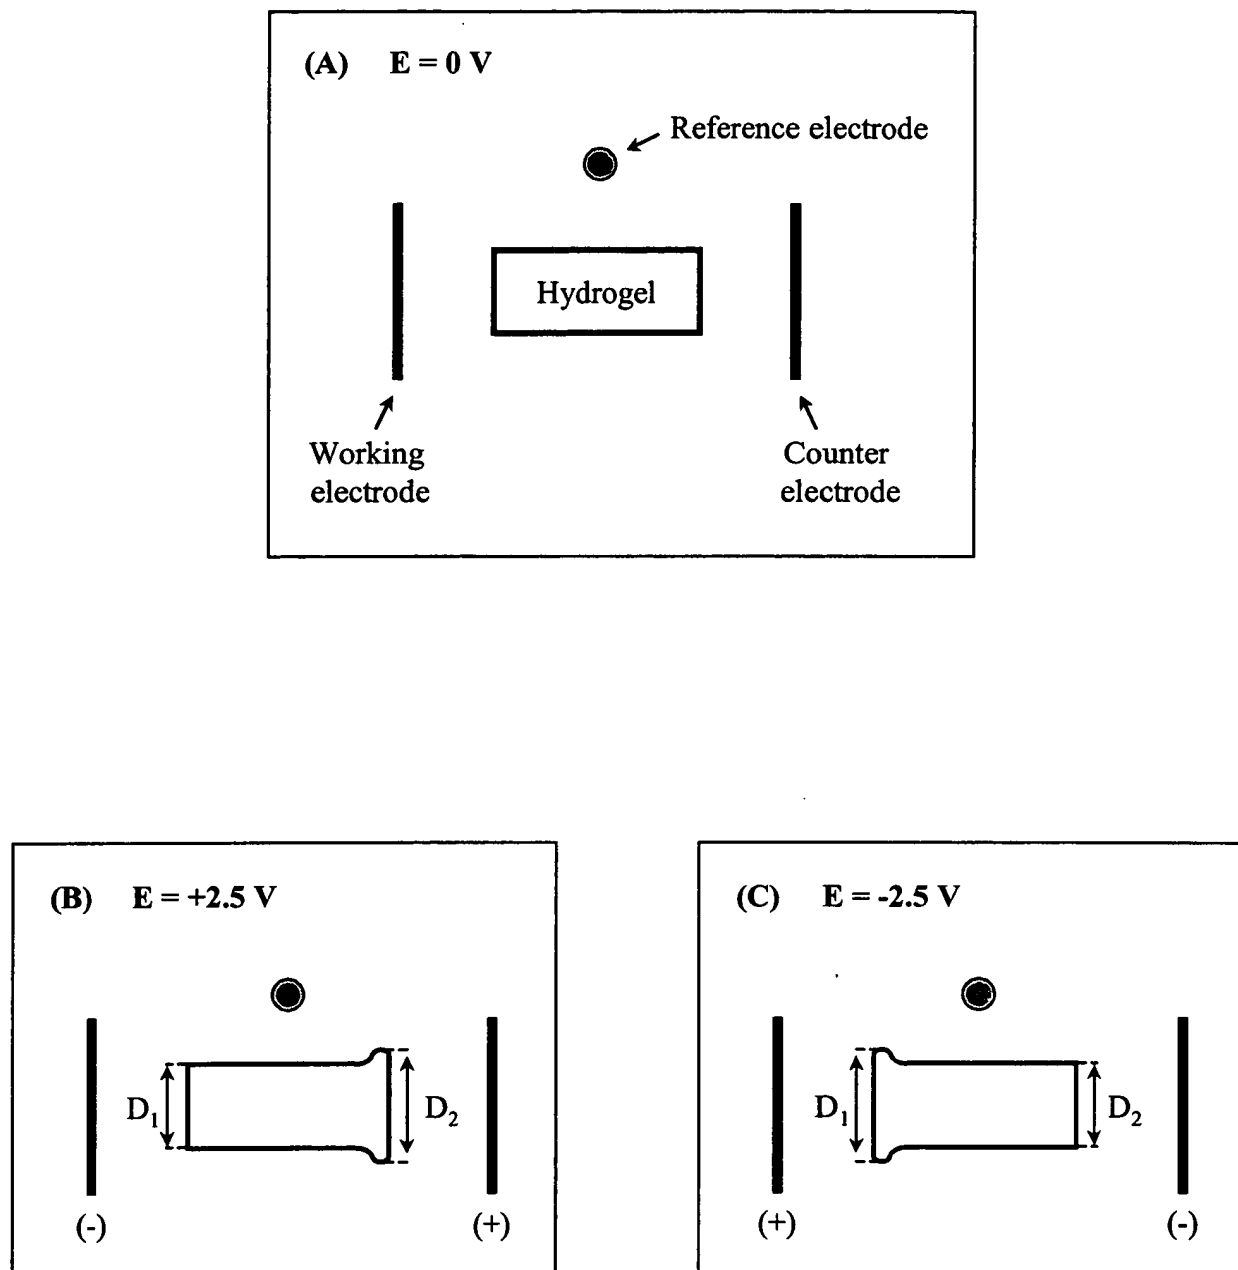 (A) E = 0 V
Reference electrode
Hydrogel
Working
electrode
Counter
electrode
(B) E = +2.5 V
D1
D2
(-)
(+)
(C) E = -2.5 V
D1
D2
(+)
(-)